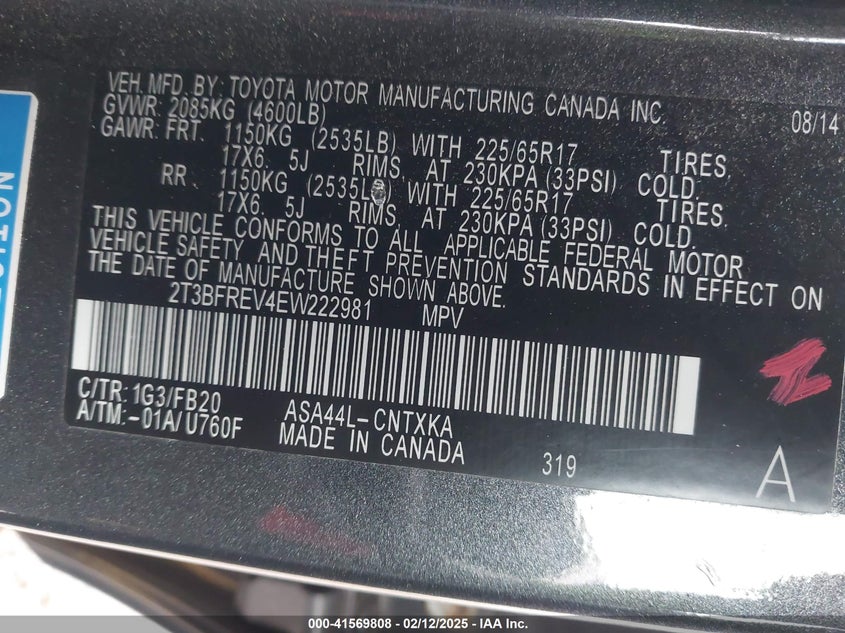 VEH. MFD. BY: TOYOTA MOTOR MANUFACTURING CANADA INC. 08/14
GVWR: 2085KG (4600LB)
GAWR: FRT. 1150KG (2535LB) WITH 225/65R17 TIRES,
17X6. 5J RIMS, AT 230KPA (33PSI) COLD.
RR. 1150KG (2535LB) WITH 225/65R17 TIRES,
17X6. 5J RIMS, AT 230KPA (33PSI) COLD.
THIS VEHICLE CONFORMS TO ALL APPLICABLE FEDERAL MOTOR
VEHICLE SAFETY AND THEFT PREVENTION STANDARDS IN EFFECT ON
THE DATE OF MANUFACTURE SHOWN ABOVE.
2T3BFREV4EW222981 MPV
C/TR: 1G3/FB20 ASA44L-CNTXKA
A/TM:-01A/U760F MADE IN CANADA 319 A
000-41569808 - 02/12/2025 - IAA Inc.